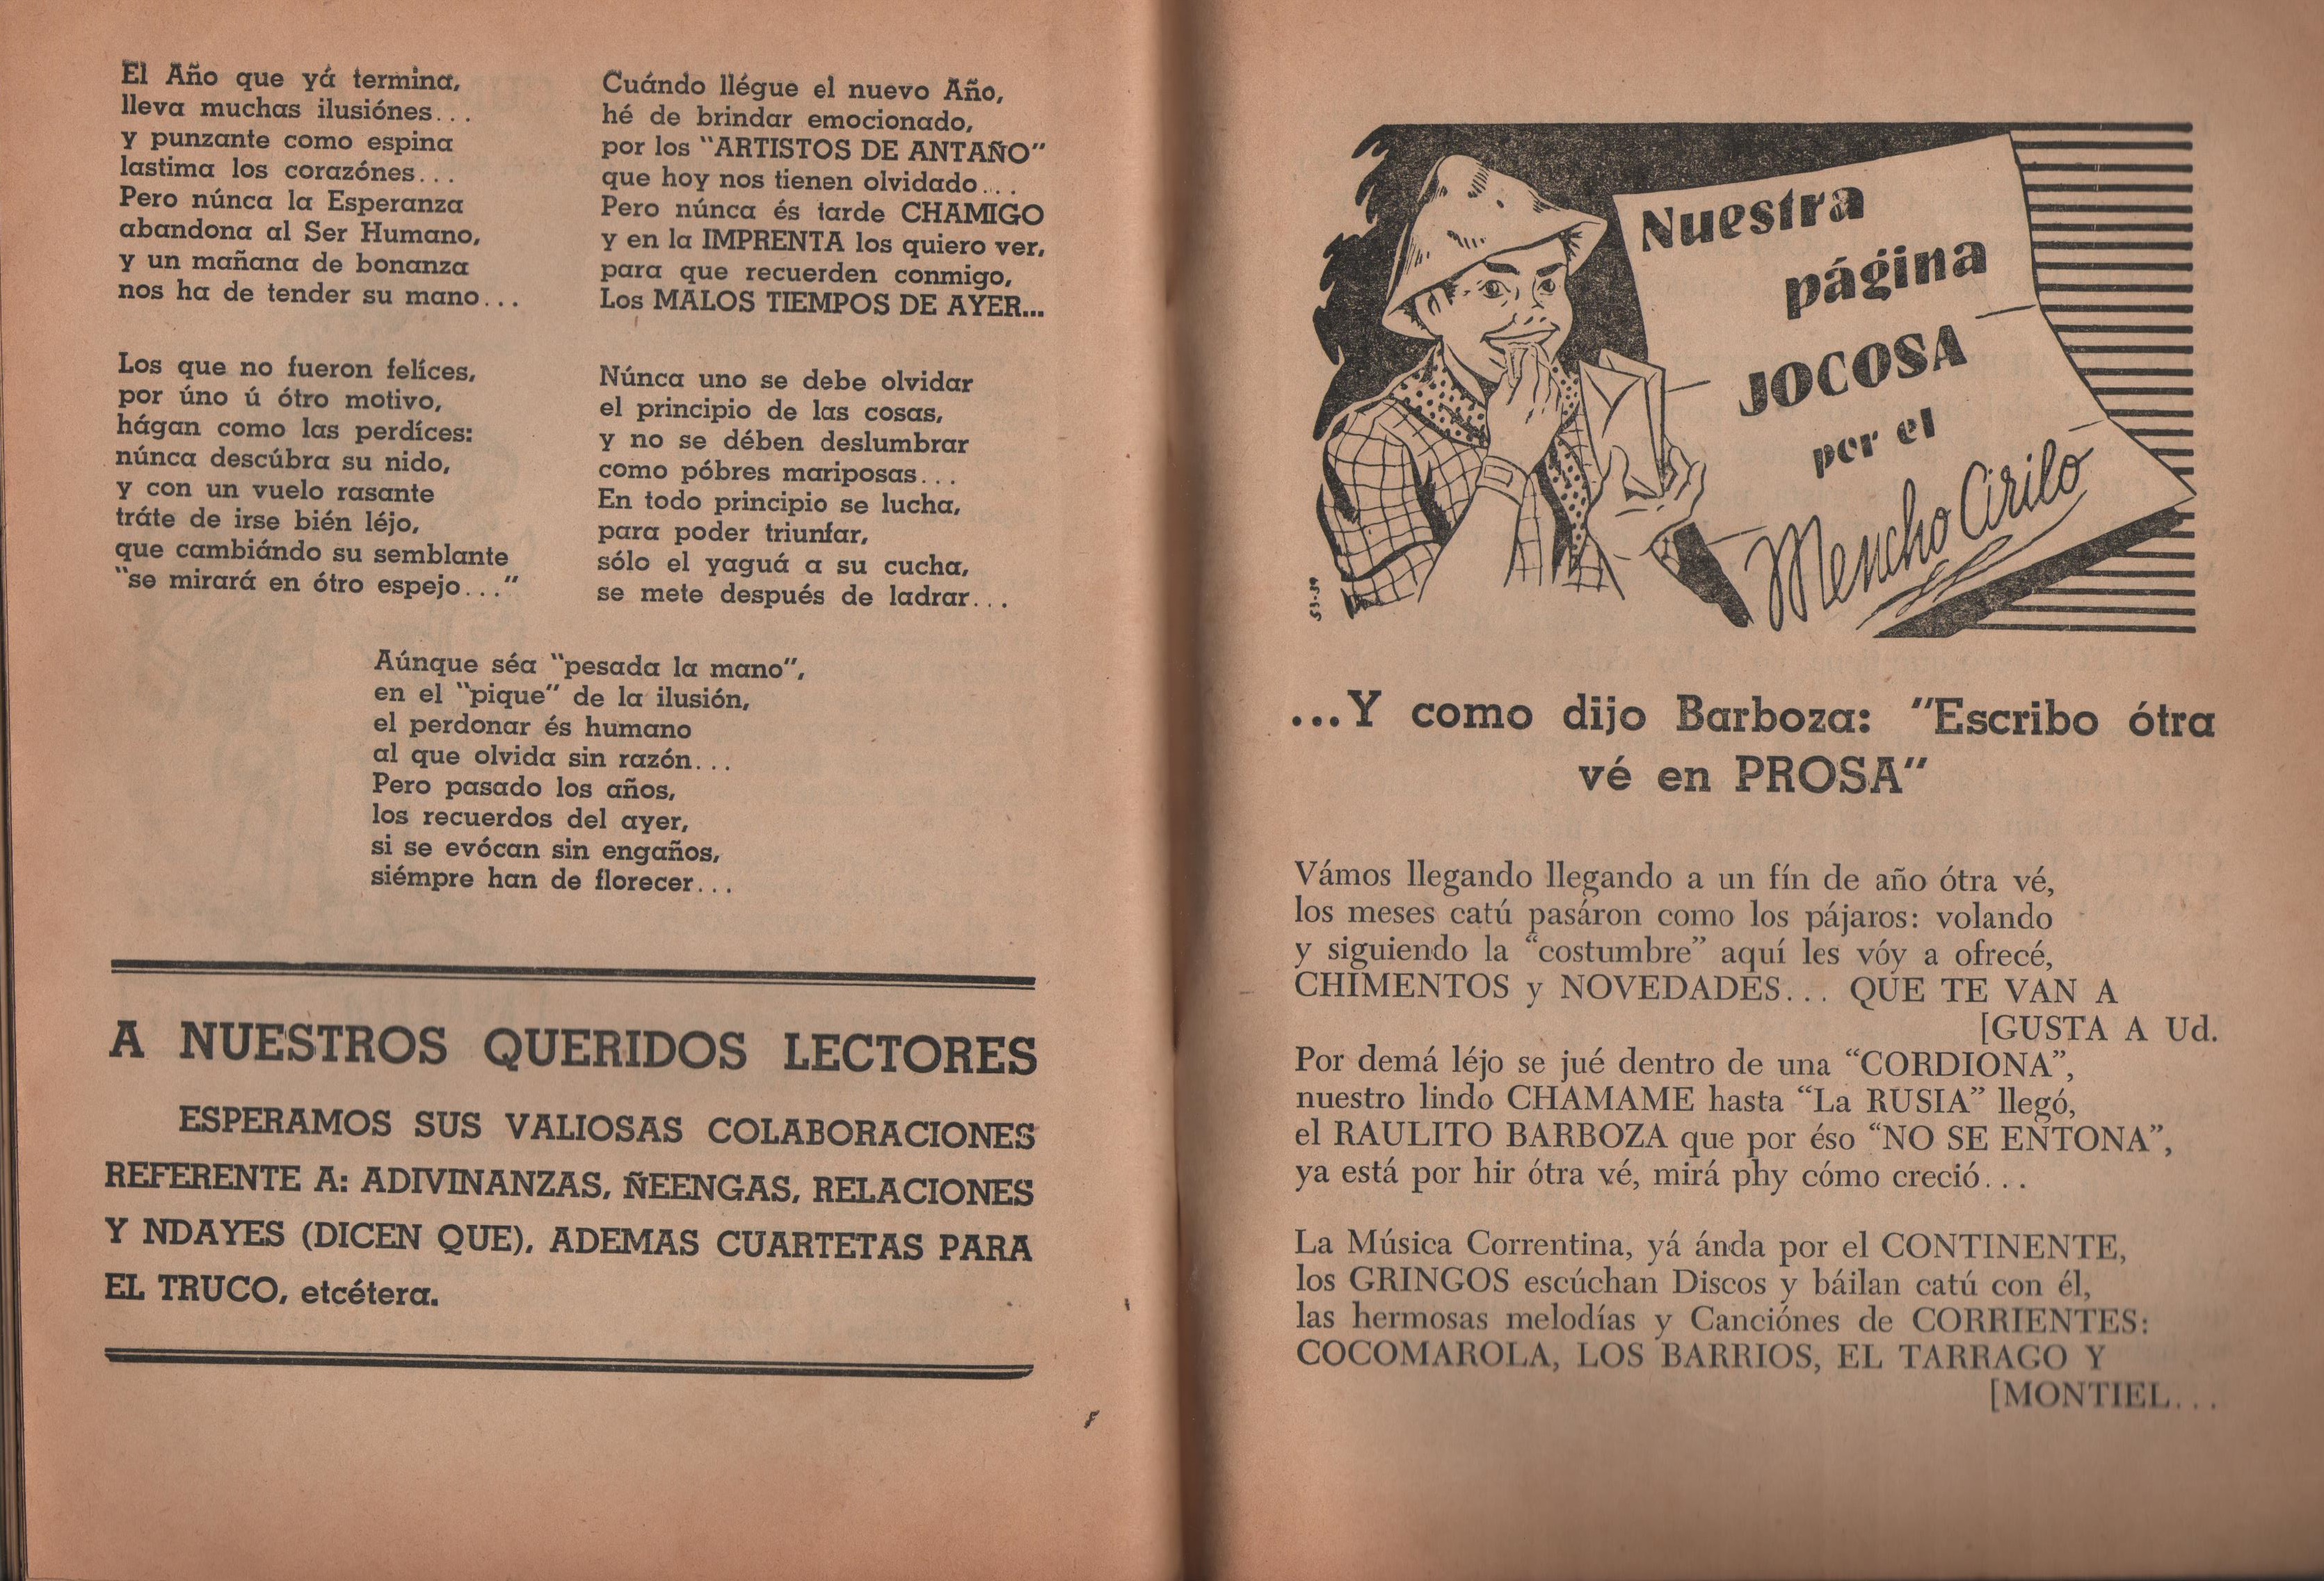 El Año que yá termina,
lleva muchas ilusiónes...
y punzante como espina
lastima los corazónes...
Pero núnca la Esperanza
abandona al Ser Humano,
y un mañana de bonanza
nos ha de tender su mano...
Los que no fueron felíces,
por úno ú ótro motivo,
hágan como las perdíces:
núnca descúbra su nido,
y con un vuelo rasante
tráte de irse bién léjo,
que cambiándo su semblante
"se mirará en ótro espejo..."
Cuándo llégue el nuevo Año,
hé de brindar emocionado,
por los "ARTISTOS DE ANTAÑO"
que hoy nos tienen olvidado...
Pero núnca és tarde CHAMIGO
y en la IMPRENTA los quiero ver,
para que recuerden conmigo,
Los MALOS TIEMPOS DE AYER...
Núnca uno se debe olvidar
el principio de las cosas,
y no se dében deslumbrar
como póbres mariposas...
En todo principio se lucha,
para poder triunfar,
sólo el yaguá a su cucha,
se mete después de ladrar...
Aúnque séa "pesada la mano",
en el "pique" de la ilusión,
el perdonar és humano
al que olvida sin razón...
Pero pasado los años,
los recuerdos del ayer,
si se evócan sin engaños,
siémpre han de florecer...
A NUESTROS QUERIDOS LECTORES
ESPERAMOS SUS VALIOSAS COLABORACIONES
REFERENTE A: ADIVINANZAS, ÑEENGAS, RELACIONES
Y NDAYES (DICEN QUE), ADEMAS CUARTETAS PARA
EL TRUCO, etcétera.
Nuestra
página
JOCOSA
por el
Mencho Cirilo
53-39
...Y como dijo Barboza: "Escribo ótra
vé en PROSA"
Vámos llegando llegando a un fín de año ótra vé,
los meses catú pasáron como los pájaros: volando
y siguiendo la "costumbre" aquí les vóy a ofrecé,
CHIMENTOS y NOVEDADES... QUE TE VAN A
[GUSTA A Ud.
Por demá léjo se jué dentro de una "CORDIONA",
nuestro lindo CHAMAME hasta "La RUSIA" llegó,
el RAULITO BARBOZA que por éso "NO SE ENTONA",
ya está por hir ótra vé, mirá phy cómo creció...
La Música Correntina, yá ánda por el CONTINENTE,
los GRINGOS escúchan Discos y báilan catú con él,
las hermosas melodías y Canciónes de CORRIENTES:
COCOMAROLA, LOS BARRIOS, EL TARRAGO Y
[MONTIEL...